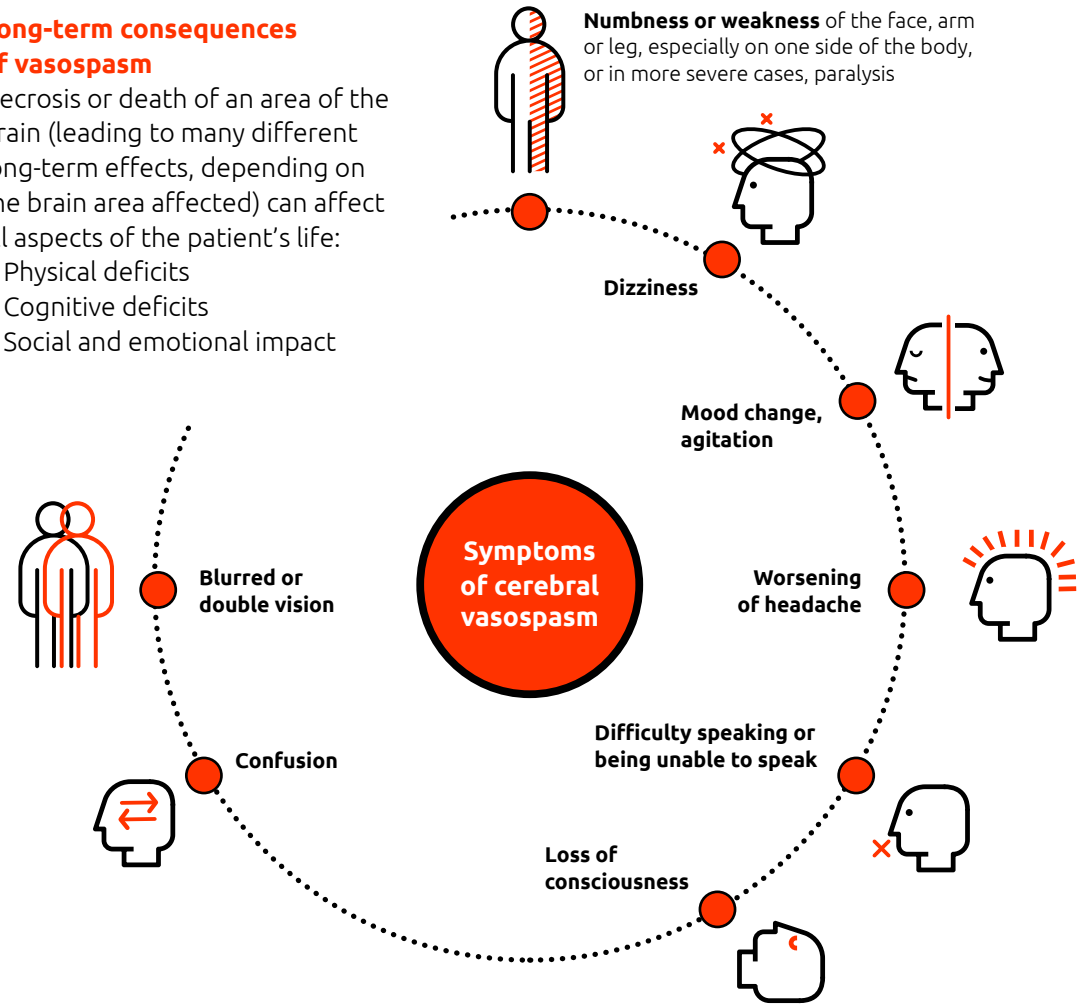 ong-term consequences
f vasospasm
ecrosis or death of an area of the
rain (leading to many different
ong-term effects, depending on
he brain area affected) can affect
ll aspects of the patient’s life:
Physical deficits
Cognitive deficits
Social and emotional impact
Numbness or weakness of the face, arm
or leg, especially on one side of the body,
or in more severe cases, paralysis
Dizziness
Mood change,
agitation
Worsening
of headache
Difficulty speaking or
being unable to speak
Loss of
consciousness
Confusion
Blurred or
double vision
Symptoms
of cerebral
vasospasm